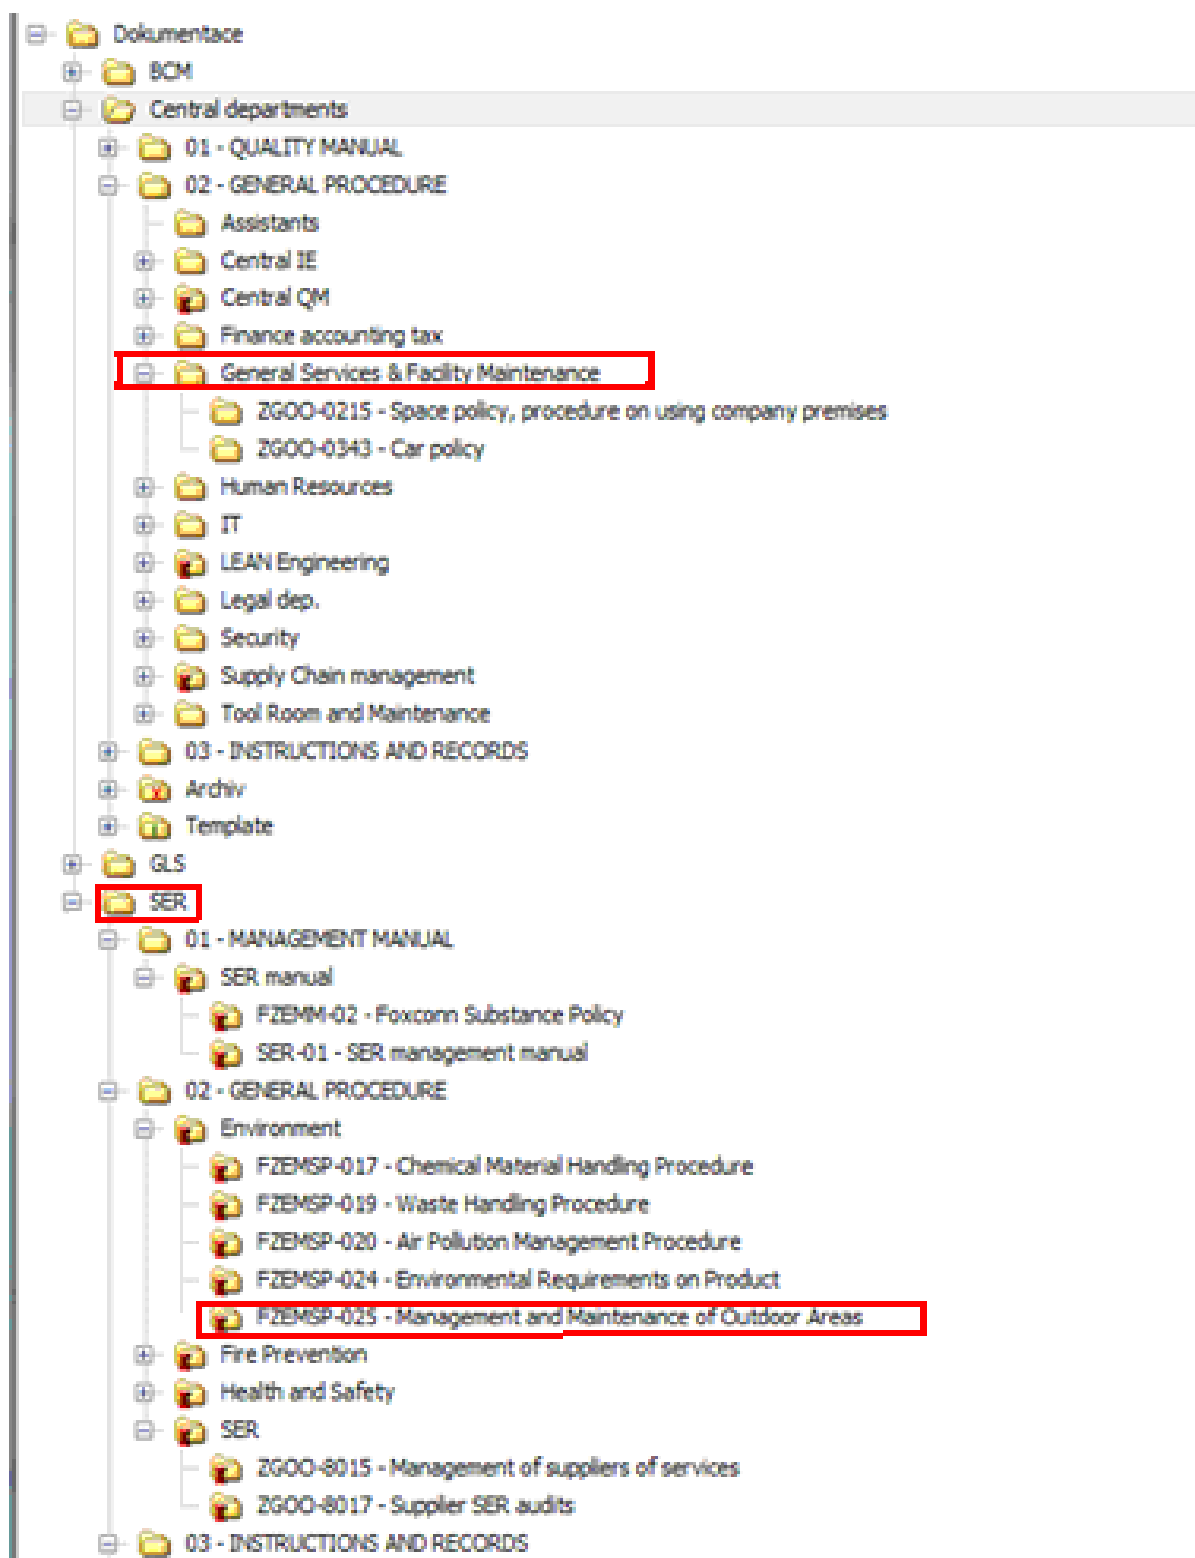 Dokumentace
BCM
Central departments
01 - QUALITY MANUAL
02 - GENERAL PROCEDURE
Assistants
Central IE
Central QM
Finance accounting tax
General Services & Facility Maintenance
ZGOO-0215 - Space policy, procedure on using company premises
ZGOO-0343 - Car policy
Human Resources
IT
LEAN Engineering
Legal dep.
Security
Supply Chain management
Tool Room and Maintenance
03 - INSTRUCTIONS AND RECORDS
Archiv
Template
GLS
SER
01 - MANAGEMENT MANUAL
SER manual
FZEMM-02 - Foxconn Substance Policy
SER-01 - SER management manual
02 - GENERAL PROCEDURE
Environment
FZEMSP-017 - Chemical Material Handling Procedure
FZEMSP-019 - Waste Handling Procedure
FZEMSP-020 - Air Pollution Management Procedure
FZEMSP-024 - Environmental Requirements on Product
FZEMSP-025 - Management and Maintenance of Outdoor Areas
Fire Prevention
Health and Safety
SER
ZGOO-8015 - Management of suppliers of services
ZGOO-8017 - Supplier SER audits
03 - INSTRUCTIONS AND RECORDS